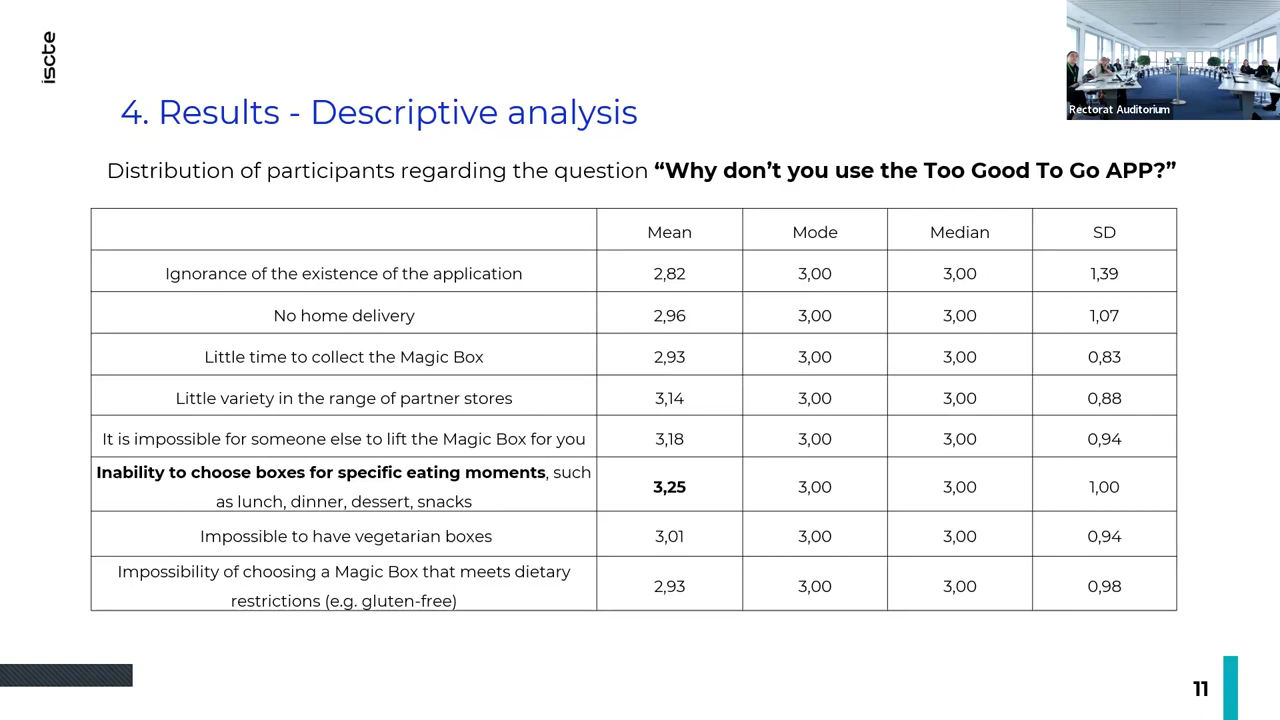 iscte
Rectorat Auditorium
4. Results - Descriptive analysis
Distribution of participants regarding the question “Why don’t you use the Too Good To Go APP?”
Mean Mode Median SD
Ignorance of the existence of the application 2,82 3,00 3,00 1,39
No home delivery 2,96 3,00 3,00 1,07
Little time to collect the Magic Box 2,93 3,00 3,00 0,83
Little variety in the range of partner stores 3,14 3,00 3,00 0,88
It is impossible for someone else to lift the Magic Box for you 3,18 3,00 3,00 0,94
Inability to choose boxes for specific eating moments, such
as lunch, dinner, dessert, snacks 3,25 3,00 3,00 1,00
Impossible to have vegetarian boxes 3,01 3,00 3,00 0,94
Impossibility of choosing a Magic Box that meets dietary
restrictions (e.g. gluten-free) 2,93 3,00 3,00 0,98
11